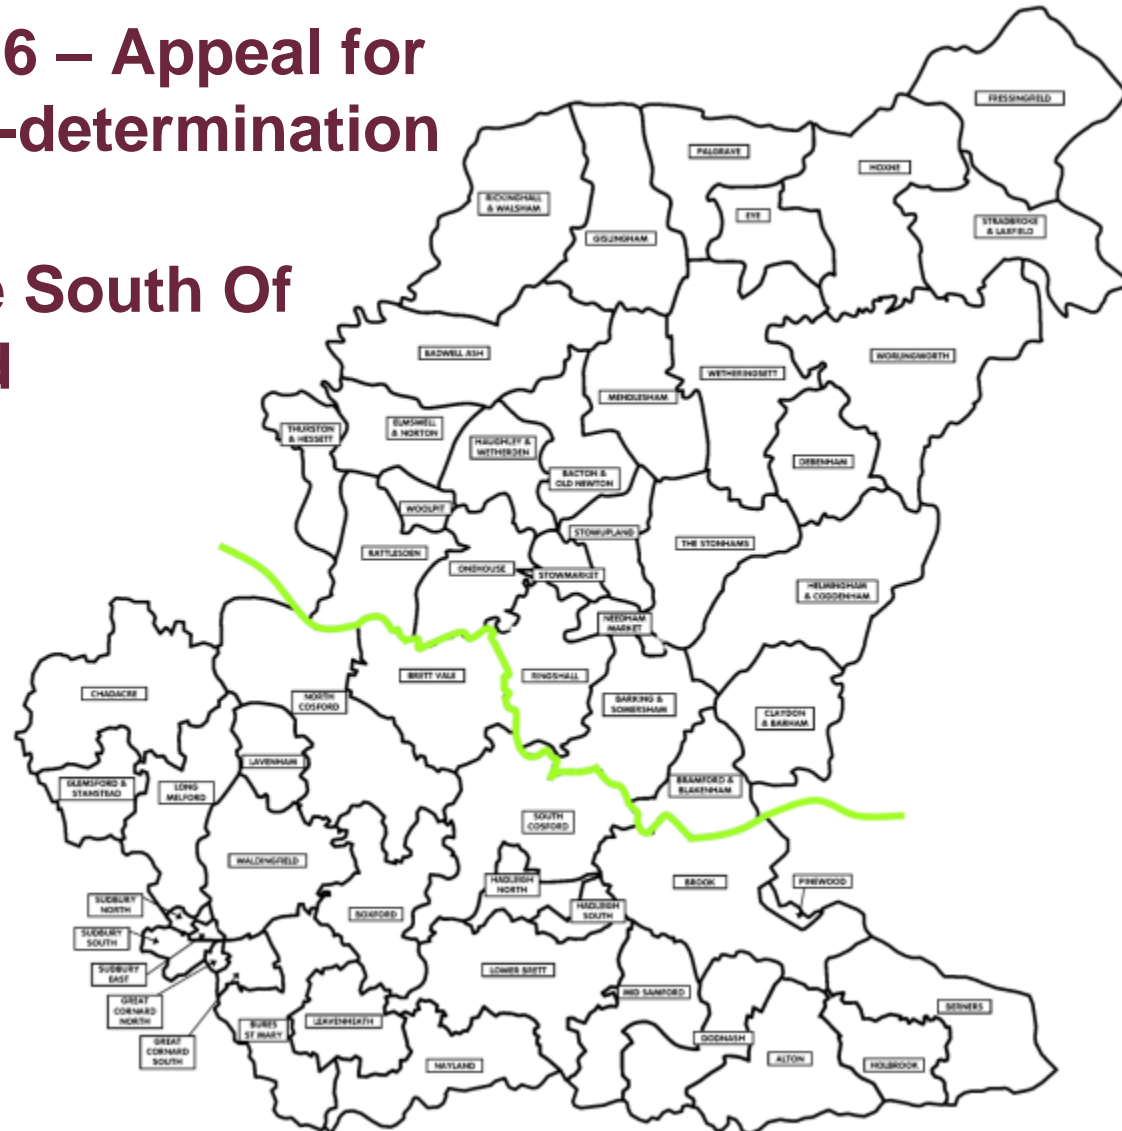 6 – Appeal for
-determination
e South Of
d
FRESSINGFIELD
PALGRAVE
HOXNE
RICKINGHALL
& WALSHAM
EYE
STRADBROKE
& LAXFIELD
GISLINGHAM
BADWELL ASH
WORLINGWORTH
WETHERINGSETT
MENDLESHAM
THURSTON
& HESSETT
ELMSWELL
& NORTON
HAUGHLEY &
WETHERDEN
DEBENHAM
BACTON &
OLD NEWTON
WOOLPIT
STOWUPLAND
THE STONHAMS
RATTLESDEN
ONEHOUSE
STOWMARKET
HELMINGHAM
& CODDENHAM
NEEDHAM
MARKET
BRETT VALE
RINGSHALL
CHADACRE
NORTH
COSFORD
BARKING &
SOMERSHAM
CLAYDON
& BARHAM
LAVENHAM
GLEMSFORD &
STANSTEAD
LONG
MELFORD
BRAMFORD &
BLAKENHAM
SOUTH
COSFORD
WALDINGFIELD
HADLEIGH
NORTH
BROOK
PINEWOOD
SUDBURY
NORTH
HADLEIGH
SOUTH
BOXFORD
SUDBURY
SOUTH
SUDBURY
EAST
LOWER BRETT
MID SAMFORD
GREAT
CORNARD
NORTH
BERNERS
LEAVENHEATH
BURES
ST MARY
DODNASH
GREAT
CORNARD
SOUTH
ALTON
NAYLAND
HOLBROOK